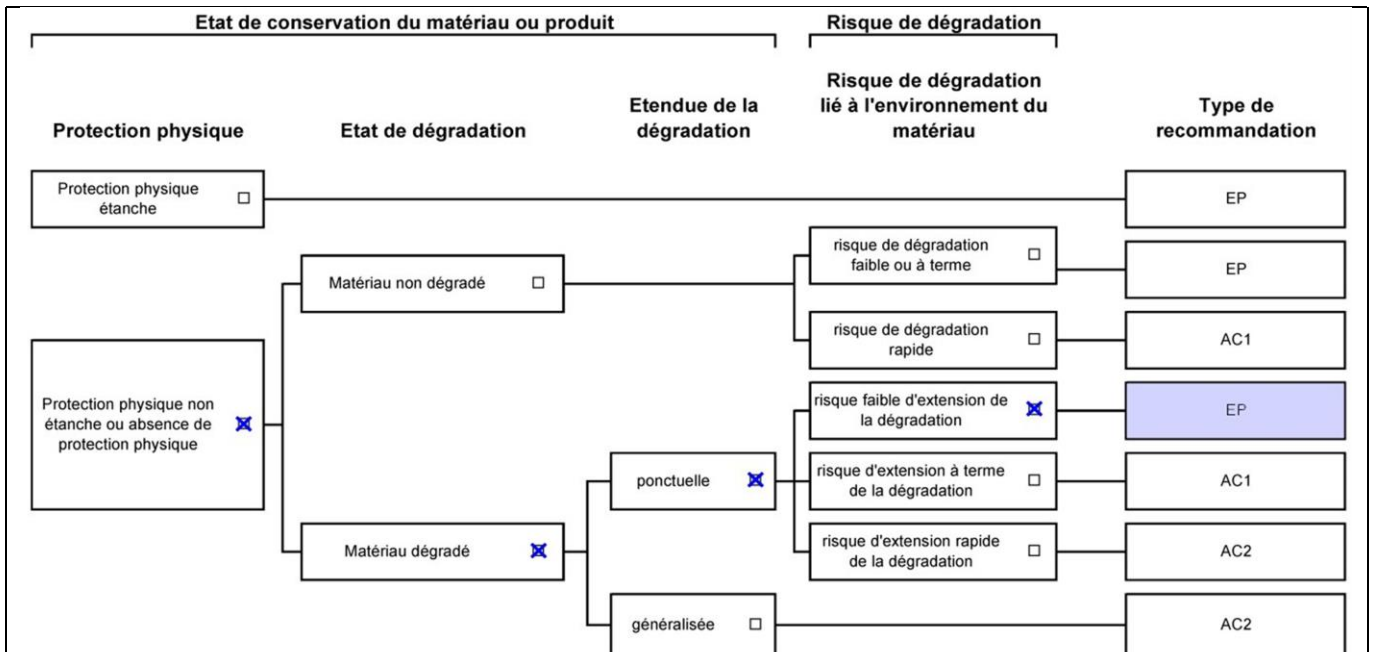 Etat de conservation du matériau ou produit
Risque de dégradation
Protection physique
Etat de dégradation
Etendue de la
dégradation
Risque de dégradation
lié à l'environnement du
matériau
Type de
recommandation
Protection physique
étanche
EP
risque de dégradation
faible ou à terme
EP
Matériau non dégradé
risque de dégradation
rapide
AC1
Protection physique non
étanche ou absence de
protection physique
risque faible d'extension de
la dégradation
EP
ponctuelle
risque d'extension à terme
de la dégradation
AC1
Matériau dégradé
risque d'extension rapide
de la dégradation
AC2
généralisée
AC2